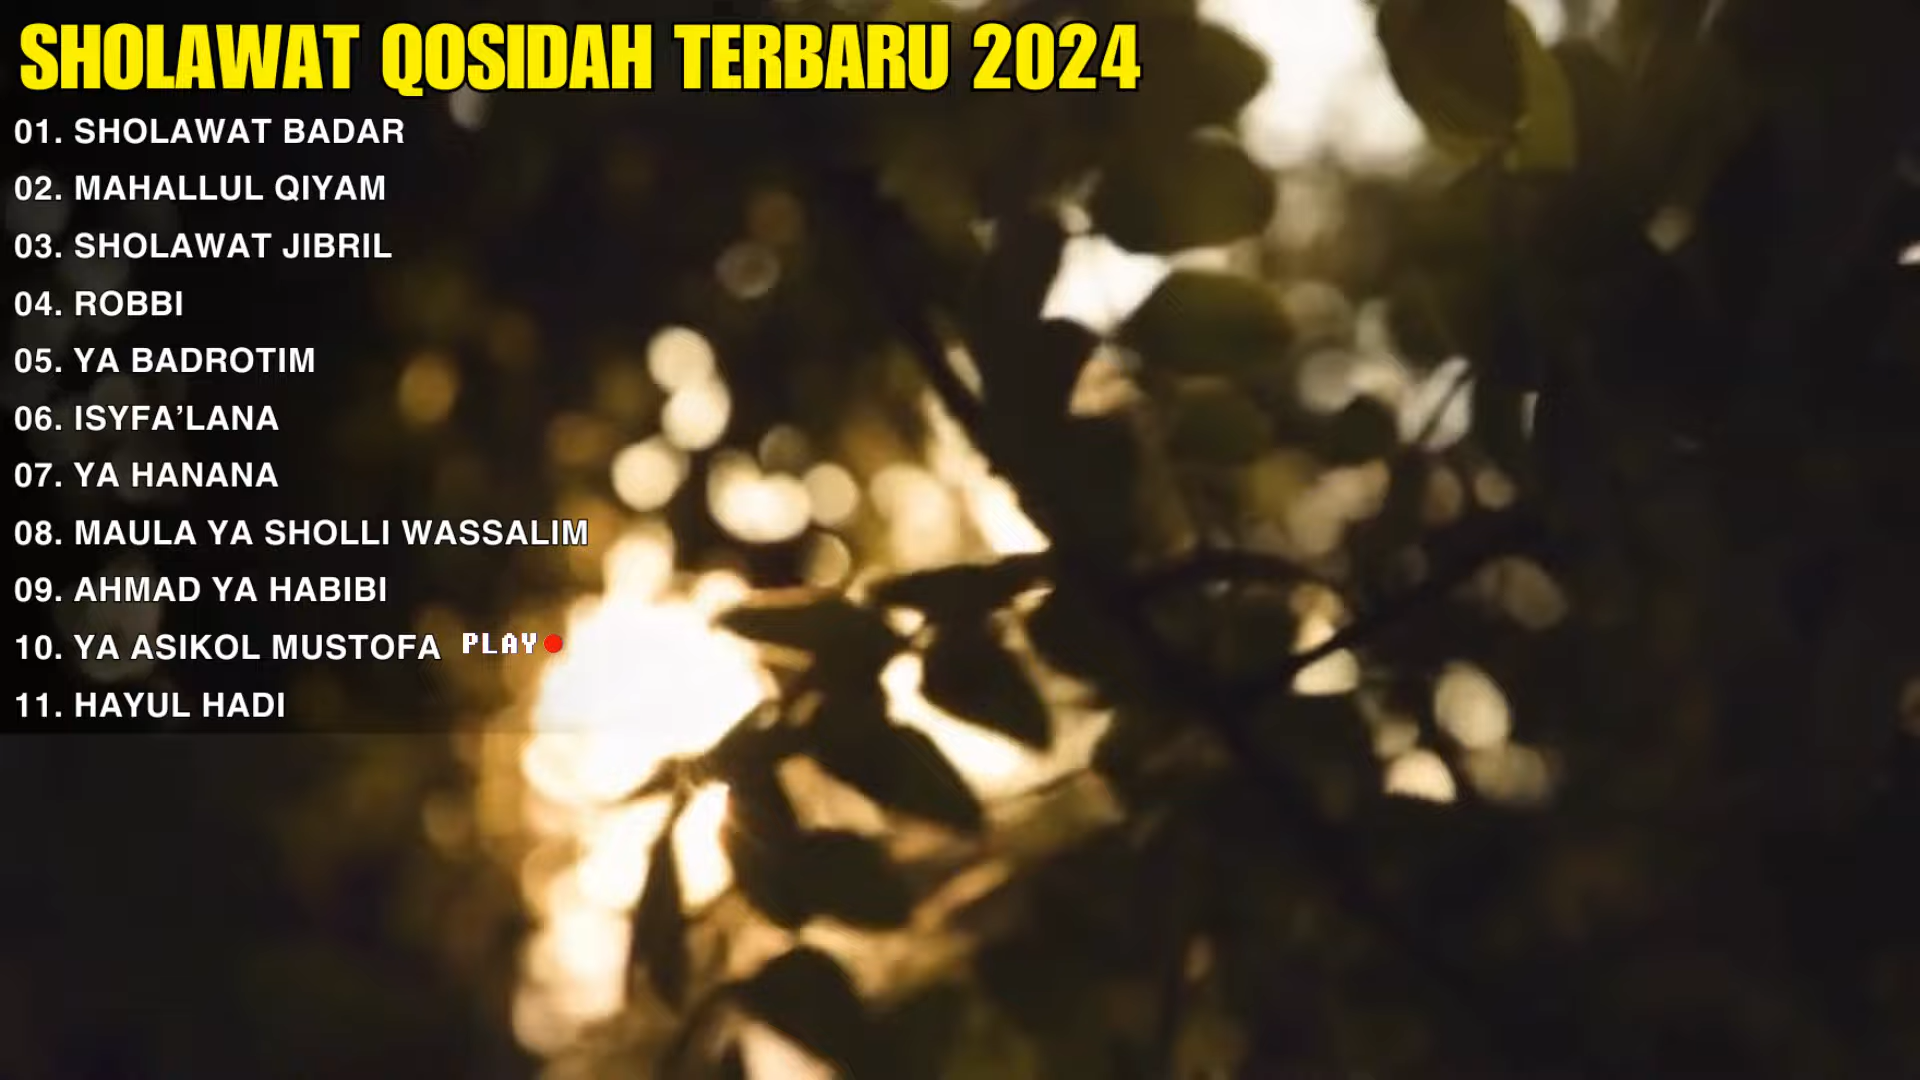 SHOLAWAT QOSIDAH TERBARU 2024
01. SHOLAWAT BADAR
02. MAHALLUL QIYAM
03. SHOLAWAT JIBRIL
04. ROBBI
05. YA BADROTIM
06. ISYFA’LANA
07. YA HANANA
08. MAULA YA SHOLLI WASSALIM
09. AHMAD YA HABIBI
10. YA ASIKOL MUSTOFA PLAY
11. HAYUL HADI